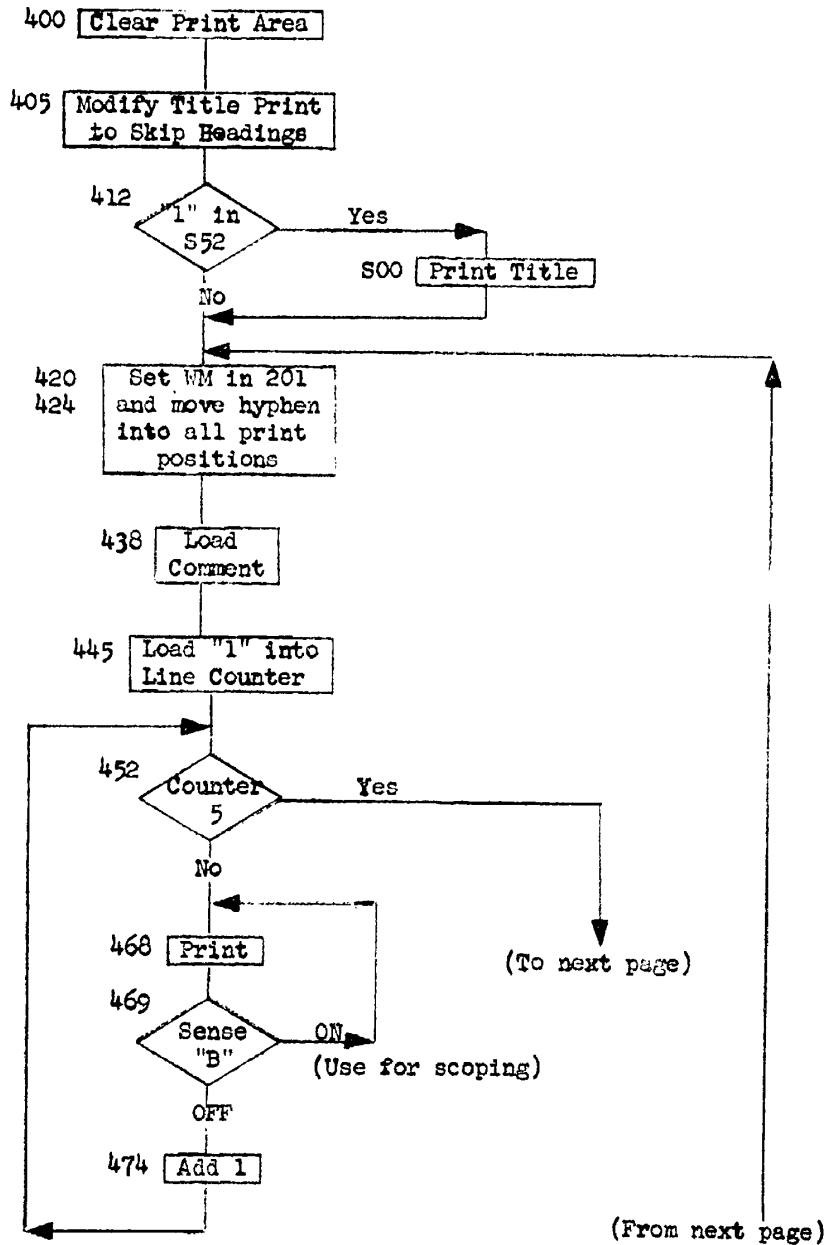 400 Clear Print Area
405 Modify Title Print
to Skip Headings
412 "1" in
S52
Yes
S00 Print Title
No
420 Set WM in 201
424 and move hyphen
into all print
positions
438 Load
Comment
445 Load "1" into
Line Counter
452 Counter
5
Yes
No
468 Print
(To next page)
469 Sense
"B"
ON
(Use for scoping)
OFF
474 Add 1
(From next page)